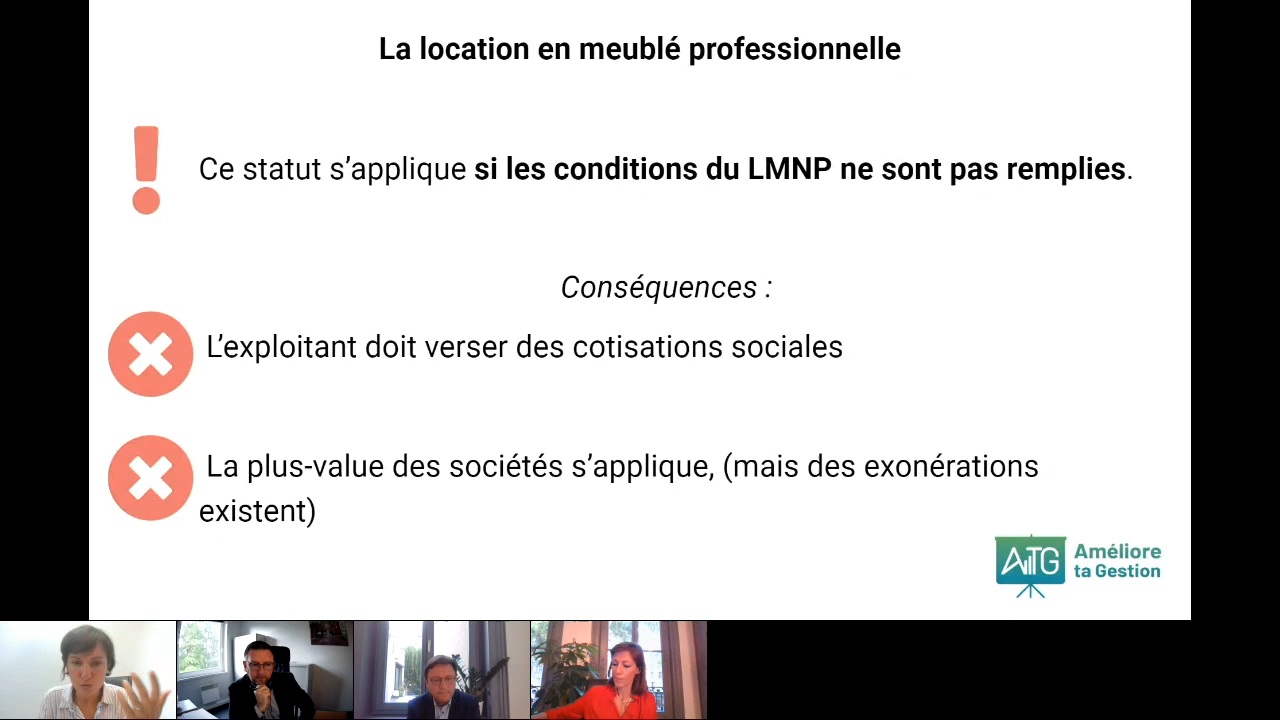 La location en meublé professionnelle
Ce statut s’applique si les conditions du LMNP ne sont pas remplies.
Conséquences :
L’exploitant doit verser des cotisations sociales
La plus-value des sociétés s’applique, (mais des exonérations
existent)
ATG Améliore
ta Gestion